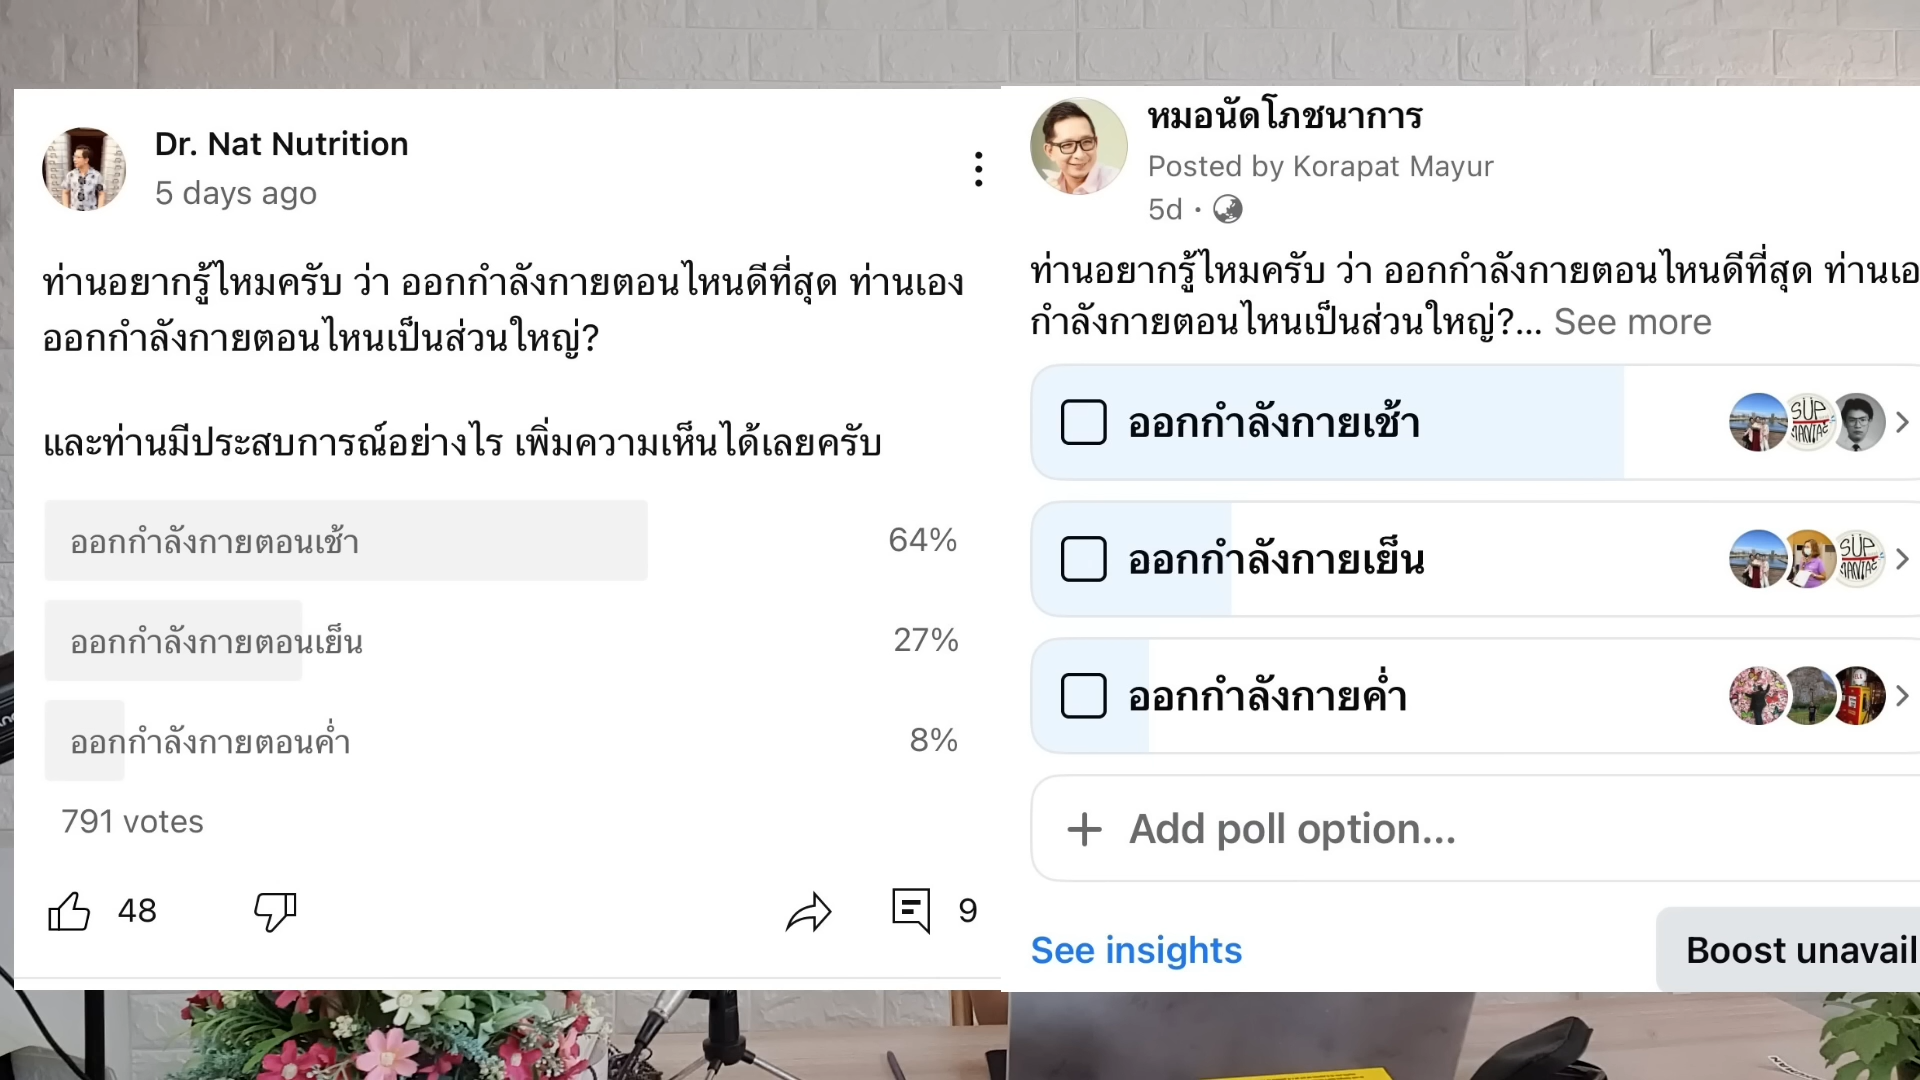 Dr. Nat Nutrition
5 days ago
ท่านอยากรู้ไหมครับ ว่า ออกกำลังกายตอนไหนดีที่สุด ท่านเอง
ออกกำลังกายตอนไหนเป็นส่วนใหญ่?
และท่านมีประสบการณ์อย่างไร เพิ่มความเห็นได้เลยครับ
ออกกำลังกายตอนเช้า 64%
ออกกำลังกายตอนเย็น 27%
ออกกำลังกายตอนค่ำ 8%
791 votes
48
9
หมอนัดโภชนาการ
Posted by Korapat Mayur
5d ·
ท่านอยากรู้ไหมครับ ว่า ออกกำลังกายตอนไหนดีที่สุด ท่านเอ
กำลังกายตอนไหนเป็นส่วนใหญ่?... See more
ออกกำลังกายเช้า
SÜP MANIAC
ออกกำลังกายเย็น
SÜP MANIAC
ออกกำลังกายค่ำ
+ Add poll option...
See insights
Boost unavail